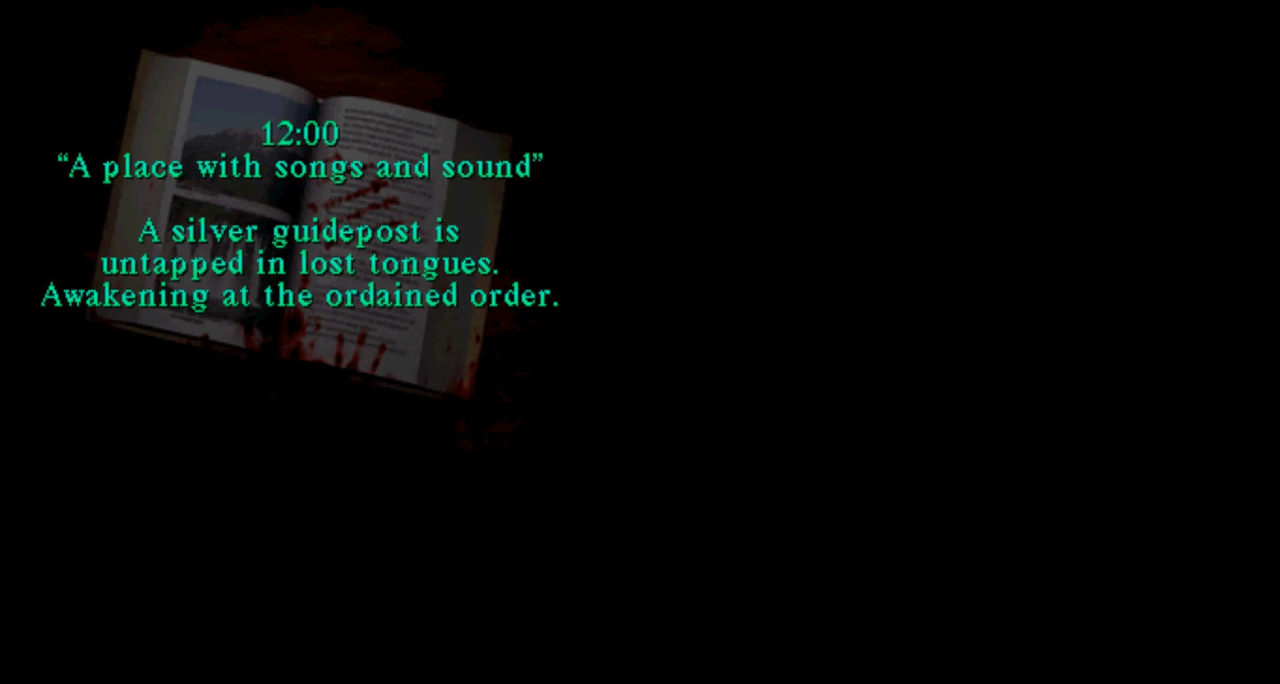 12:00
“A place with songs and sound”
A silver guidepost is
untapped in lost tongues.
Awakening at the ordained order.